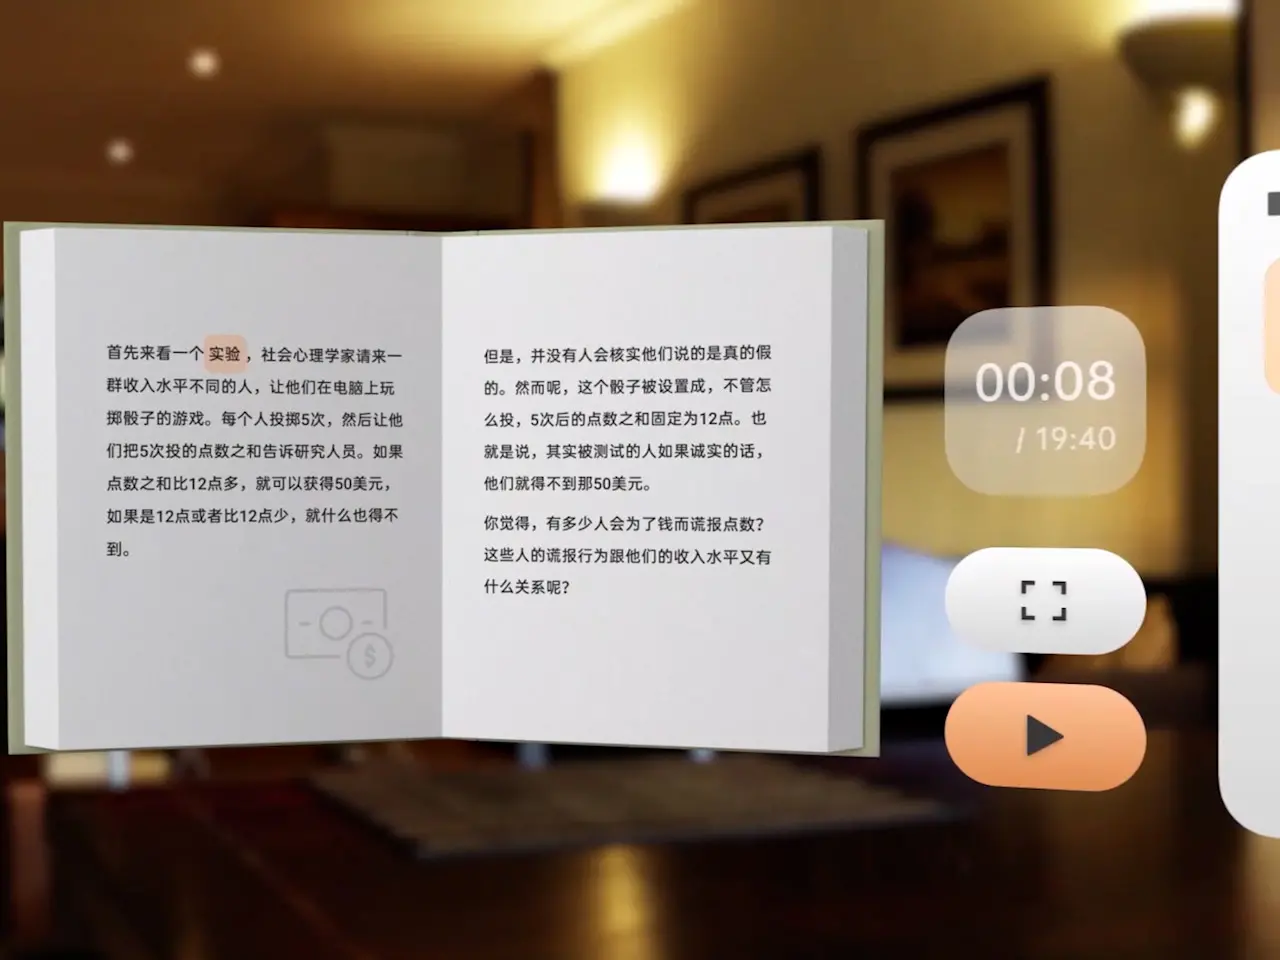 首先来看一个 实验 ，社会心理学家请来一
群收入水平不同的人，让他们在电脑上玩
掷骰子的游戏。每个人投掷5次，然后让他
们把5次投的点数之和告诉研究人员。如果
点数之和比12点多，就可以获得50美元，
如果是12点或者比12点少，就什么也得不
到。
$
但是，并没有人会核实他们说的是真的假
的。然而呢，这个骰子被设置成，不管怎
么投，5次后的点数之和固定为12点。也
就是说，其实被测试的人如果诚实的话，
他们就得不到那50美元。
你觉得，有多少人会为了钱而谎报点数？
这些人的谎报行为跟他们的收入水平又有
什么关系呢？
00:08
/ 19:40